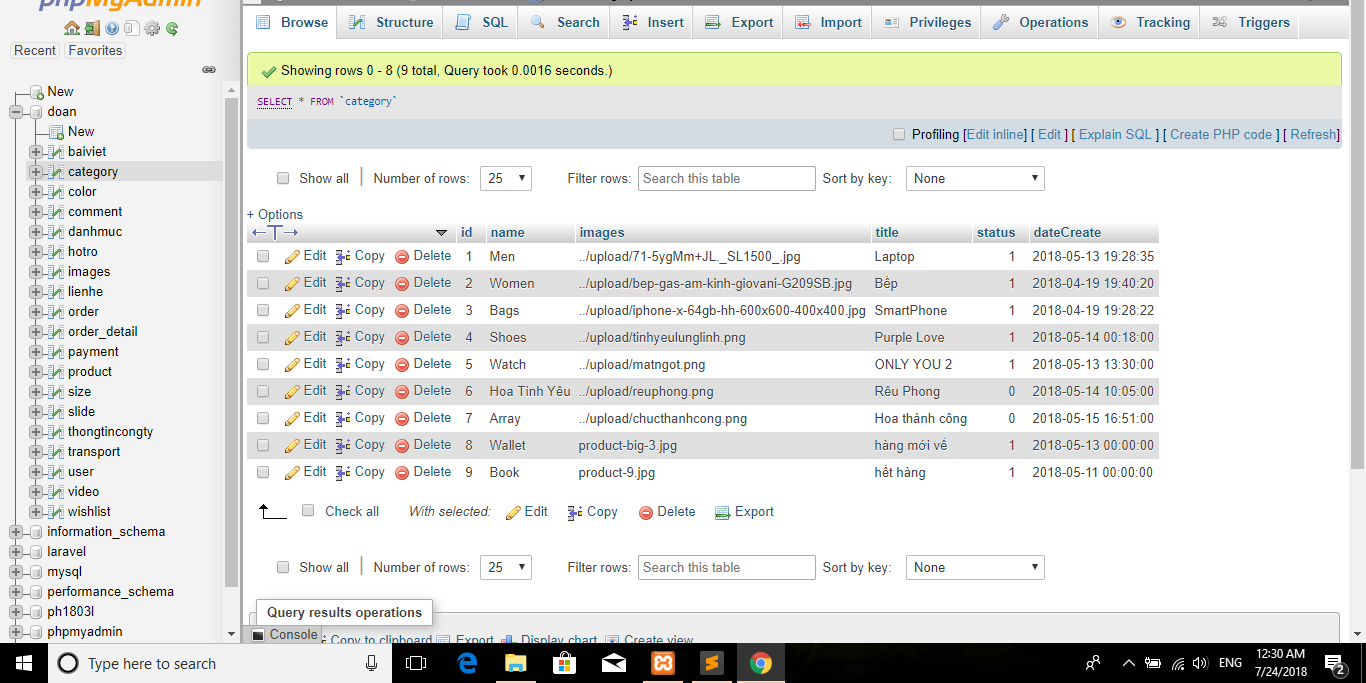 phpMyAdmin
Recent Favorites
New
doan
New
baiviet
category
color
comment
danhmuc
hotro
images
lienhe
order
order_detail
payment
product
size
slide
thongtincongty
transport
user
video
wishlist
information_schema
laravel
mysql
performance_schema
ph1803l
phpmyadmin
Browse Structure SQL Search Insert Export Import Privileges Operations Tracking Triggers
Showing rows 0 - 8 (9 total, Query took 0.0016 seconds.)
SELECT * FROM `category`
Profiling [Edit inline] [ Edit ] [ Explain SQL ] [ Create PHP code ] [ Refresh]
Show all Number of rows: 25 Filter rows: Search this table Sort by key: None
+ Options
←T→ id name images title status dateCreate
Edit Copy Delete 1 Men ../upload/71-5ygMm+JL._SL1500_.jpg Laptop 1 2018-05-13 19:28:35
Edit Copy Delete 2 Women ../upload/bep-gas-am-kinh-giovani-G209SB.jpg Bếp 1 2018-04-19 19:40:20
Edit Copy Delete 3 Bags ../upload/iphone-x-64gb-hh-600x600-400x400.jpg SmartPhone 1 2018-04-19 19:28:22
Edit Copy Delete 4 Shoes ../upload/tinhyeulunglinh.png Purple Love 1 2018-05-14 00:18:00
Edit Copy Delete 5 Watch ../upload/matngot.png ONLY YOU 2 1 2018-05-13 13:30:00
Edit Copy Delete 6 Hoa Tình Yêu ../upload/reuphong.png Rêu Phong 0 2018-05-14 10:05:00
Edit Copy Delete 7 Array ../upload/chucthanhcong.png Hoa thành công 0 2018-05-15 16:51:00
Edit Copy Delete 8 Wallet product-big-3.jpg hàng mới về 1 2018-05-13 00:00:00
Edit Copy Delete 9 Book product-9.jpg hết hàng 1 2018-05-11 00:00:00
Check all With selected: Edit Copy Delete Export
Show all Number of rows: 25 Filter rows: Search this table Sort by key: None
Query results operations
Console Copy to clipboard Export Display chart Create view
Type here to search
ENG
12:30 AM
7/24/2018
2